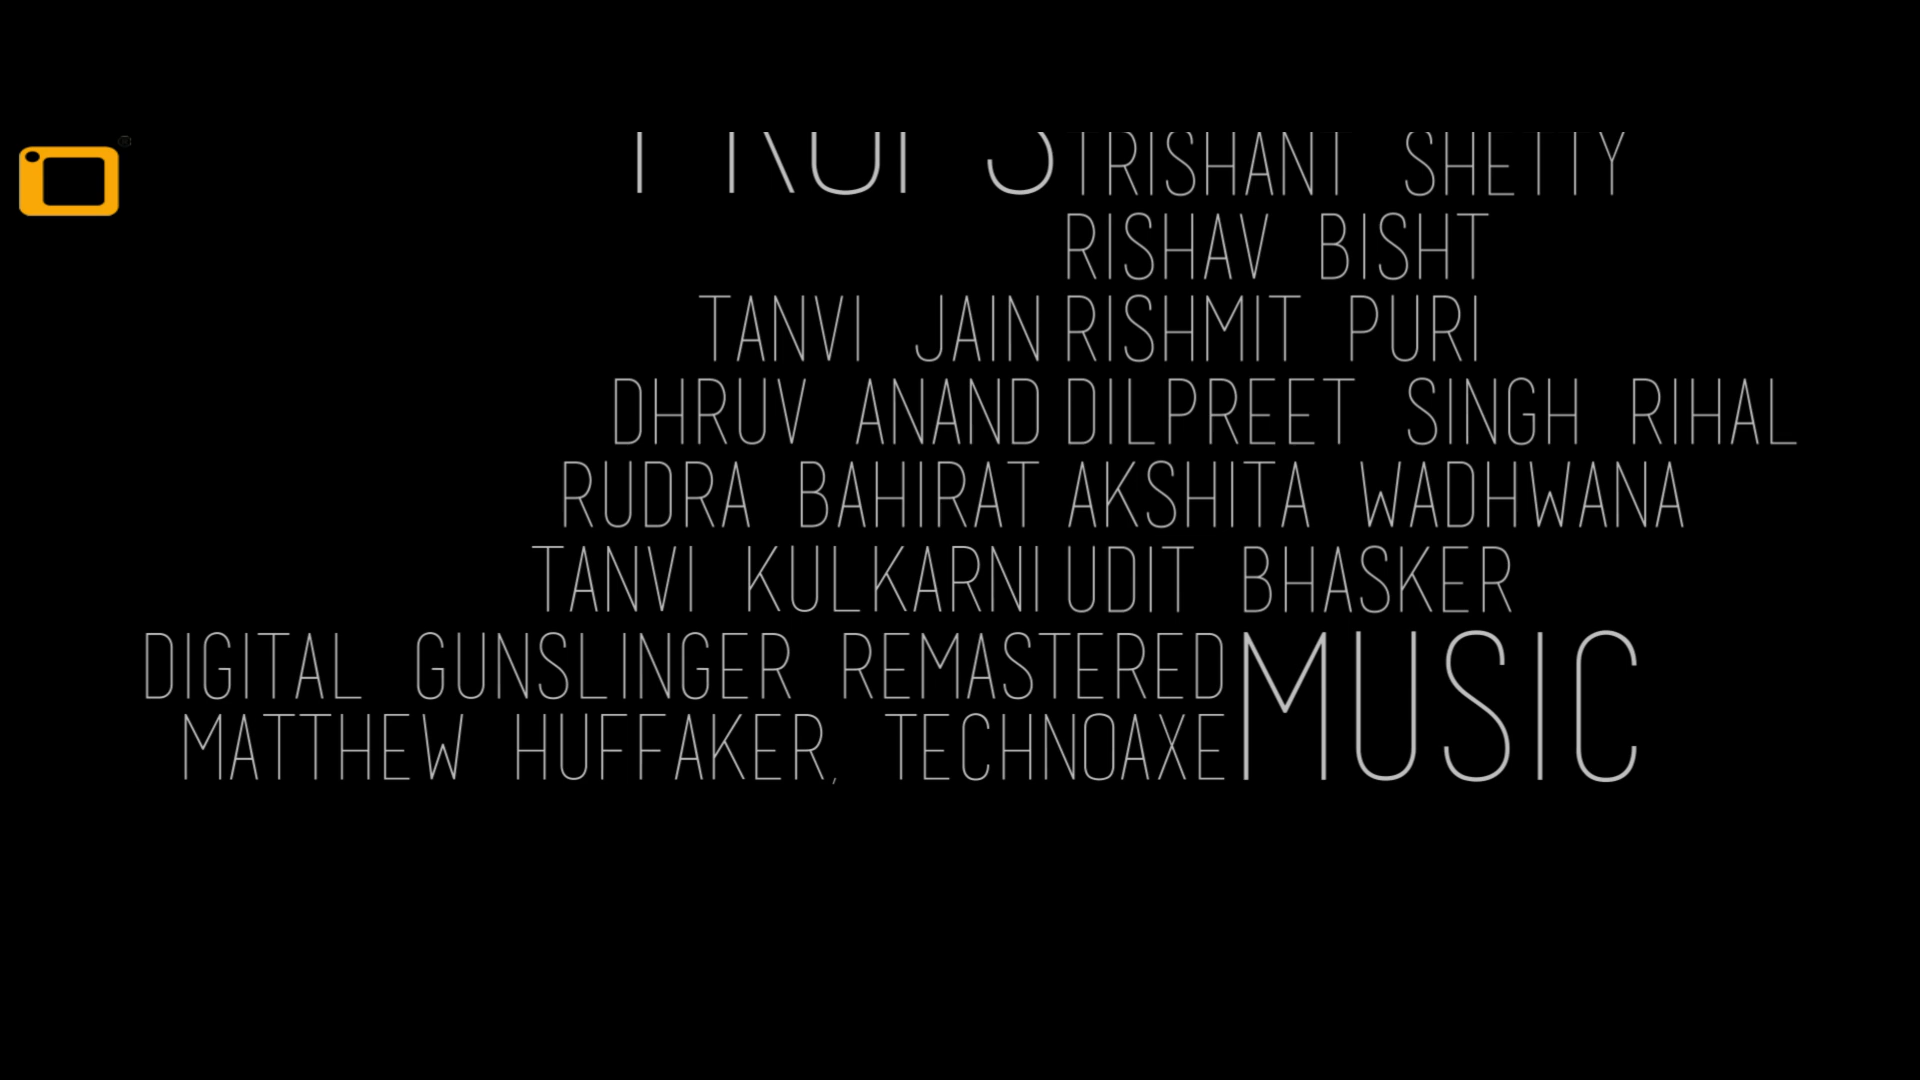 PROPS TRISHANT SHETTY
RISHAV BISHT
TANVI JAIN RISHMIT PURI
DHRUV ANAND DILPREET SINGH RIHAL
RUDRA BAHIRAT AKSHITA WADHWANA
TANVI KULKARNI UDIT BHASKER
DIGITAL GUNSLINGER REMASTERED MUSIC
MATTHEW HUFFAKER, TECHNOAXE